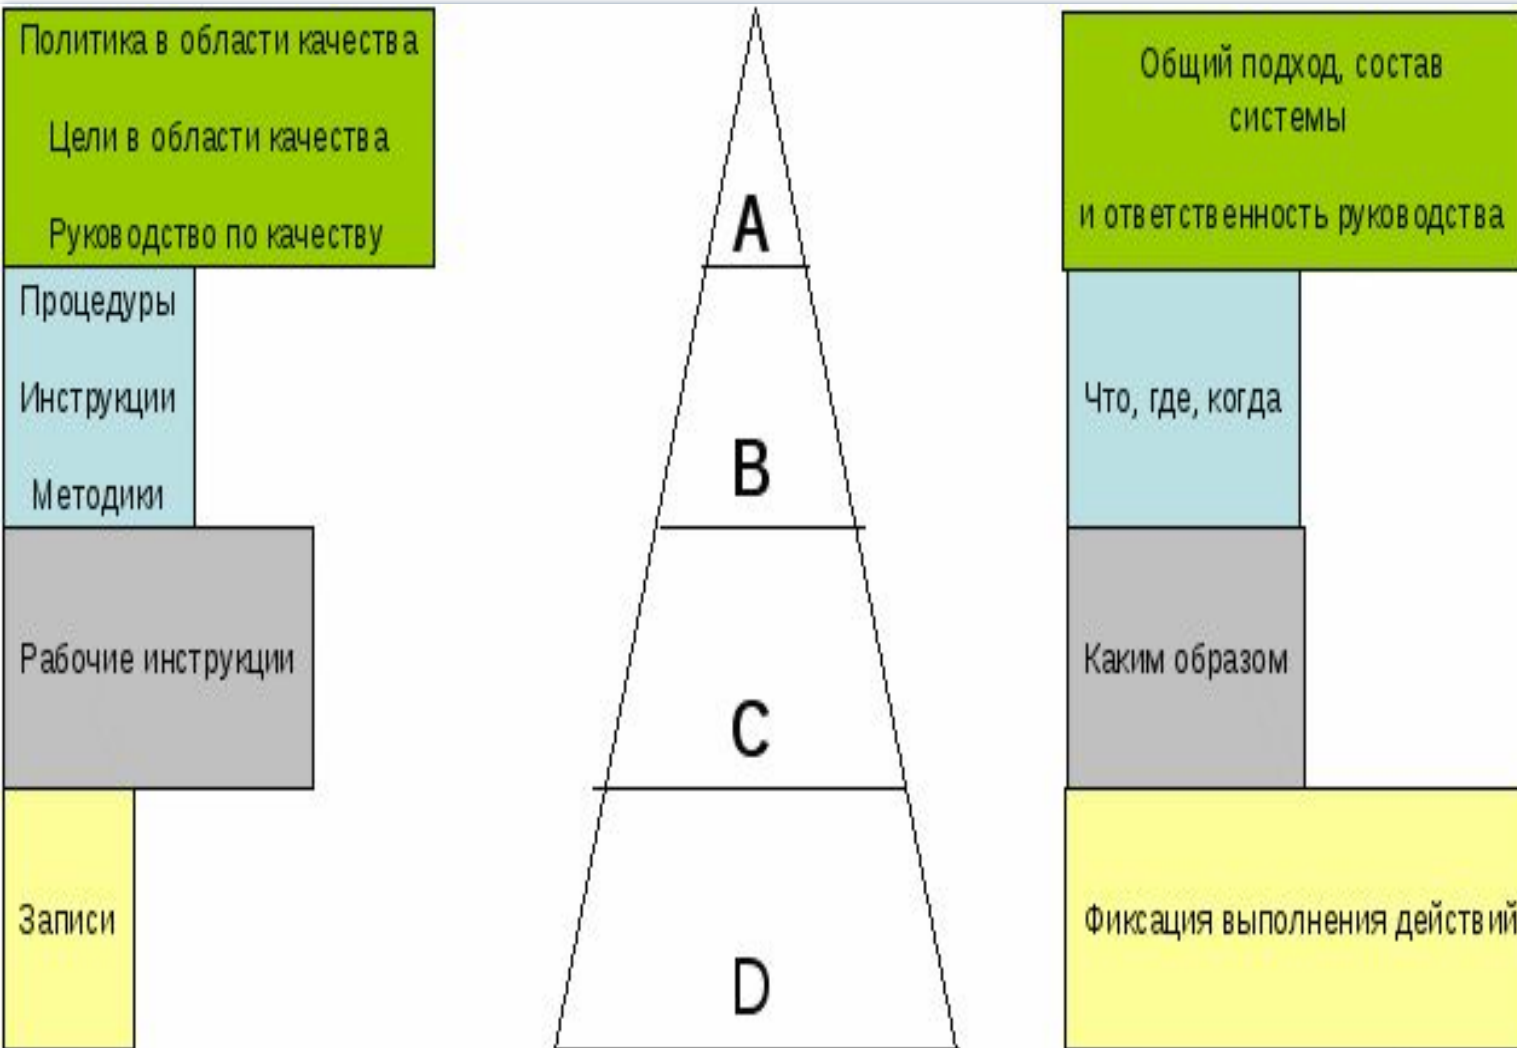 Политика в области качества
Цели в области качества
Руководство по качеству
Процедуры
Инструкции
Методики
Рабочие инструкции
Записи
A
B
C
D
Общий подход, состав
системы
и ответственность руководства
Что, где, когда
Каким образом
Фиксация выполнения действий